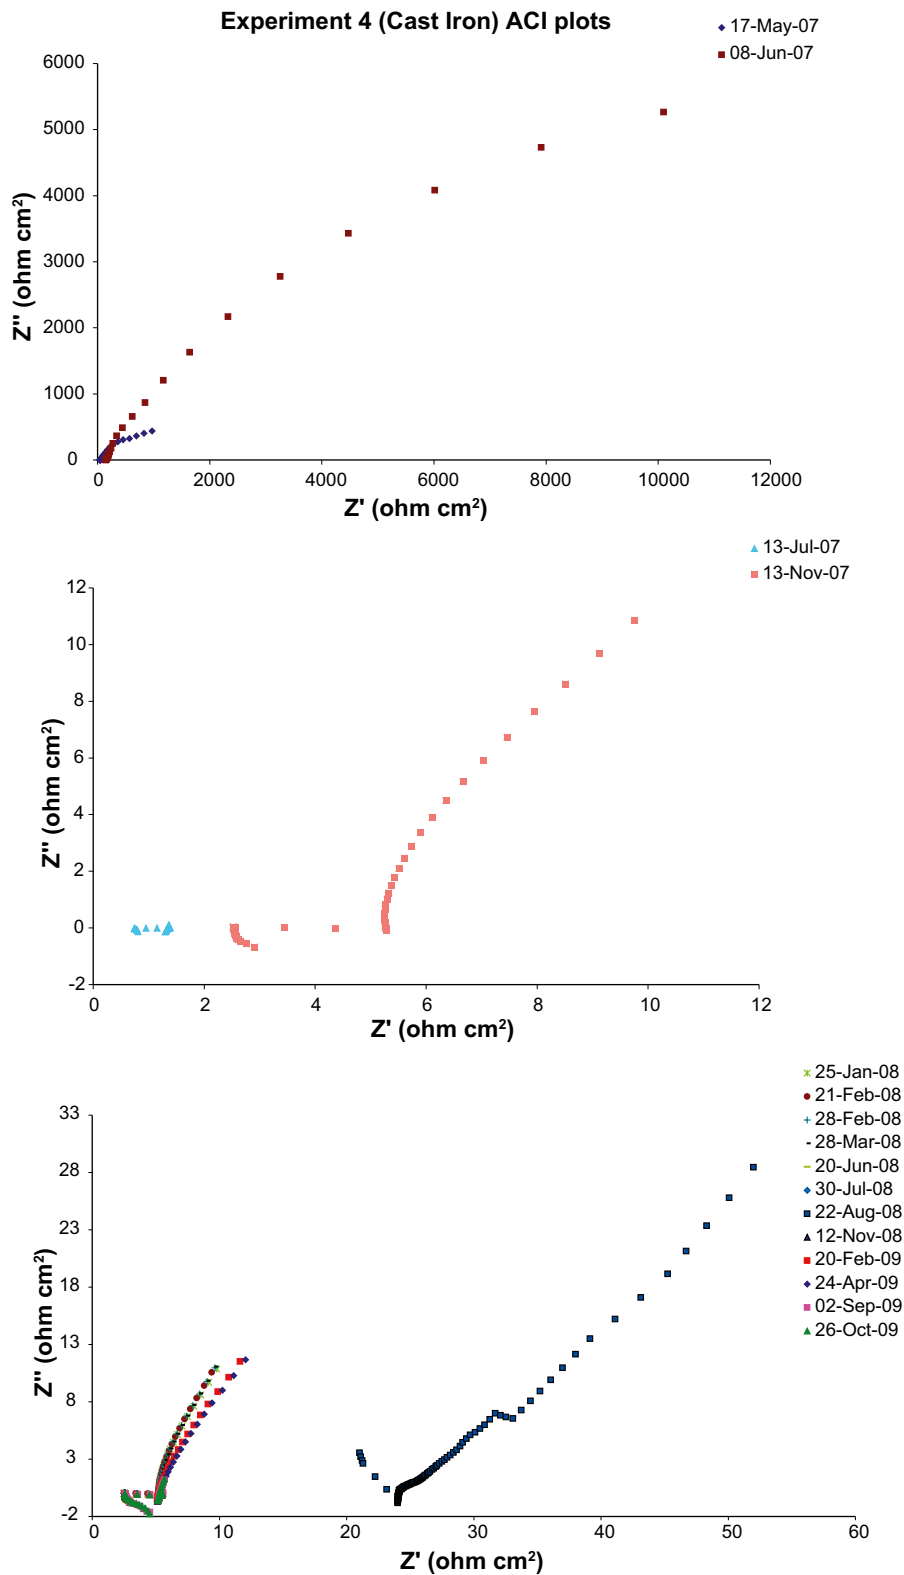 Experiment 4 (Cast Iron) ACI plots
17-May-07
08-Jun-07
6000
5000
4000
3000
2000
1000
0
Z'' (ohm cm²)
0 2000 4000 6000 8000 10000 12000
Z' (ohm cm²)
13-Jul-07
13-Nov-07
12
10
8
6
4
2
0
-2
Z'' (ohm cm²)
0 2 4 6 8 10 12
Z' (ohm cm²)
25-Jan-08
21-Feb-08
28-Feb-08
28-Mar-08
20-Jun-08
30-Jul-08
22-Aug-08
12-Nov-08
20-Feb-09
24-Apr-09
02-Sep-09
26-Oct-09
33
28
23
18
13
8
3
-2
Z'' (ohm cm²)
0 10 20 30 40 50 60
Z' (ohm cm²)